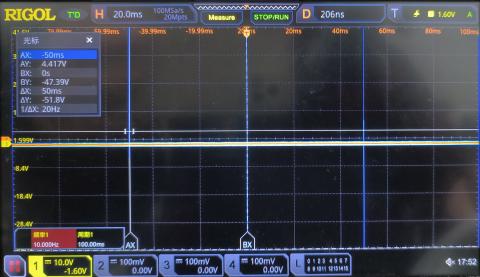 RIGOL T'D H 20.0ms 100MSa/s 20Mpts Measure STOP/RUN D 206ns T 1.60V A
-79.99ms -59.99ms -39.99ms -19.99ms 20ms 40ms 60ms 80ms 100ms
光标 ×
AX: -50ms
AY: 4.417V
BX: 0s
BY: -47.39V
ΔX: 50ms
ΔY: -51.8V
1/ΔX: 20Hz
1.599V
-8.4V
-18.4V
-28.4V
频率1 周期1
10.000Hz 100.00ms
AX BX
1 10.0V -1.60V 2 100mV 0.00V 3 100mV 0.00V 4 100mV 0.00V L 0 1 2 3 4 5 6 7 8 9 10 11 12 13 14 15 17:52